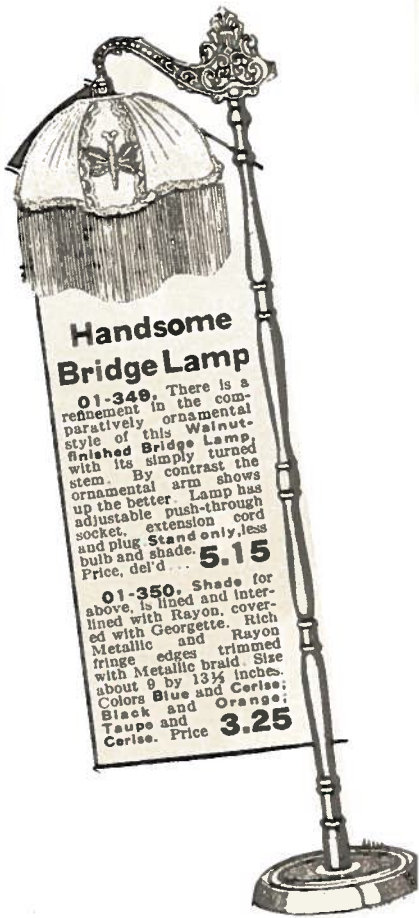 Handsome
Bridge Lamp
01-349. There is a
refinement in the com-
paratively ornamental
style of this Walnut-
finished Bridge Lamp,
with its simply turned
stem. By contrast the
ornamental arm shows
up the better. Lamp has
adjustable push-through
socket, extension cord
and plug Stand only, less
bulb and shade.
Price, del'd ... 5.15
01-350. Shade for
above, is lined and inter-
lined with Rayon, cover-
ed with Georgette. Rich
Metallic and Rayon
fringe edges trimmed
with Metallic braid. Size
about 9 by 13½ inches.
Colors Blue and Cerise;
Black and Orange;
Taupe and
Cerise. Price 3.25